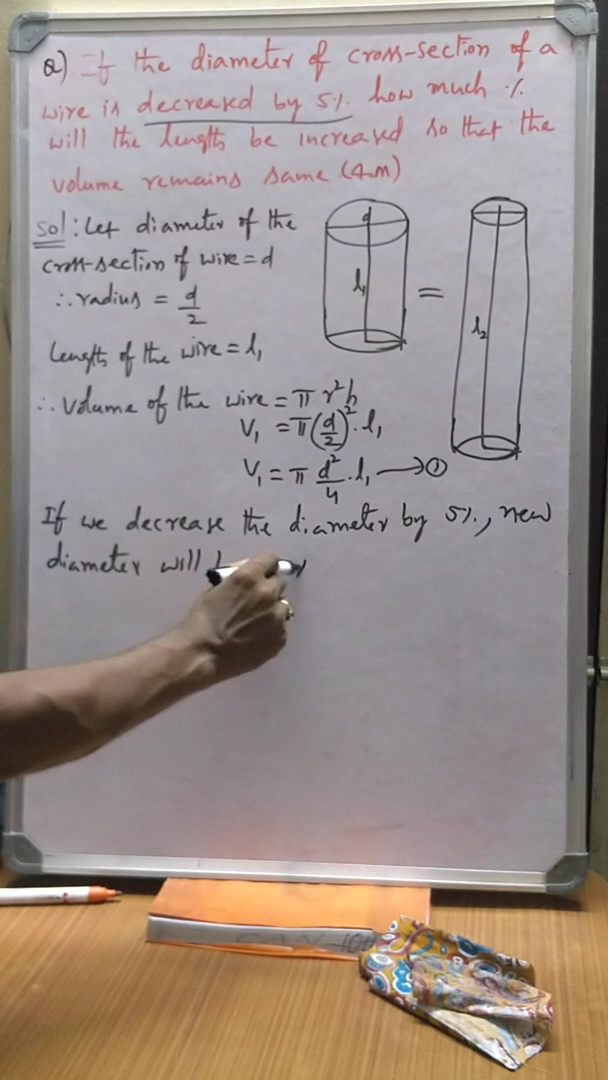 Q) If the diameter of cross-section of a
wire is decreased by 5%. how much %
will the length be increased so that the
volume remains same. (4m)
Sol: Let diameter of the
cross-section of wire = d
∴ radius = d/2
Length of the wire = l₁
d
l₁
=
l₂
∴ Volume of the wire = π r² h
V₁ = π(d/2)² · l₁
V₁ = π d²/4 · l₁ → ①
If we decrease the diameter by 5%, new
diameter will